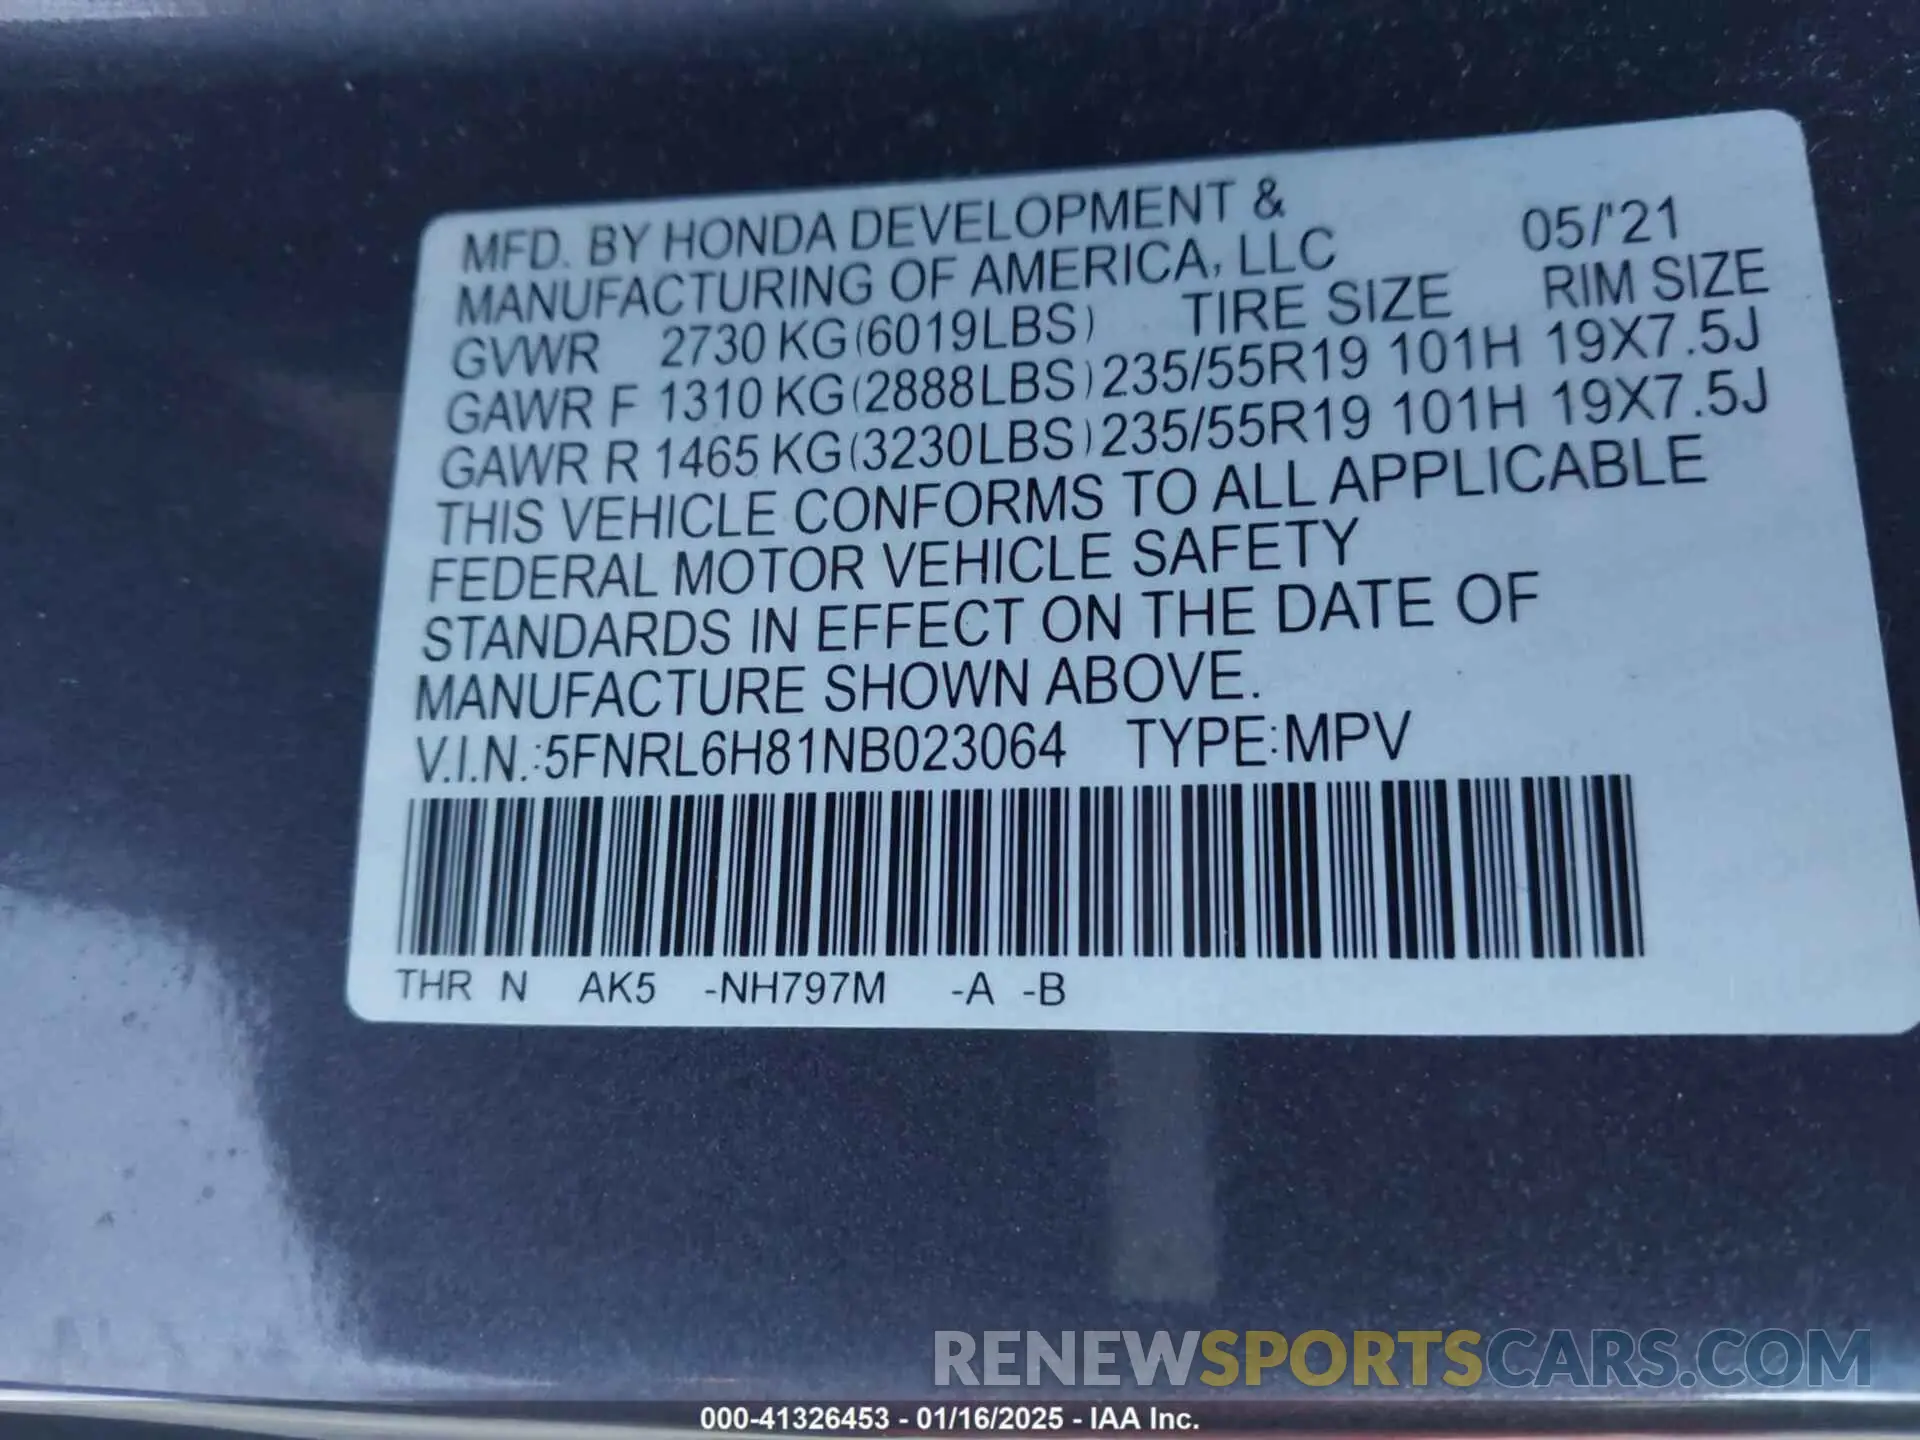 MFD. BY HONDA DEVELOPMENT &
MANUFACTURING OF AMERICA, LLC 05/'21
GVWR 2730 KG (6019LBS) TIRE SIZE RIM SIZE
GAWR F 1310 KG (2888LBS) 235/55R19 101H 19X7.5J
GAWR R 1465 KG (3230LBS) 235/55R19 101H 19X7.5J
THIS VEHICLE CONFORMS TO ALL APPLICABLE
FEDERAL MOTOR VEHICLE SAFETY
STANDARDS IN EFFECT ON THE DATE OF
MANUFACTURE SHOWN ABOVE.
V.I.N.:5FNRL6H81NB023064 TYPE:MPV
THR N AK5 -NH797M -A -B
RENEWSPORTSCARS.COM
000-41326453 - 01/16/2025 - IAA Inc.